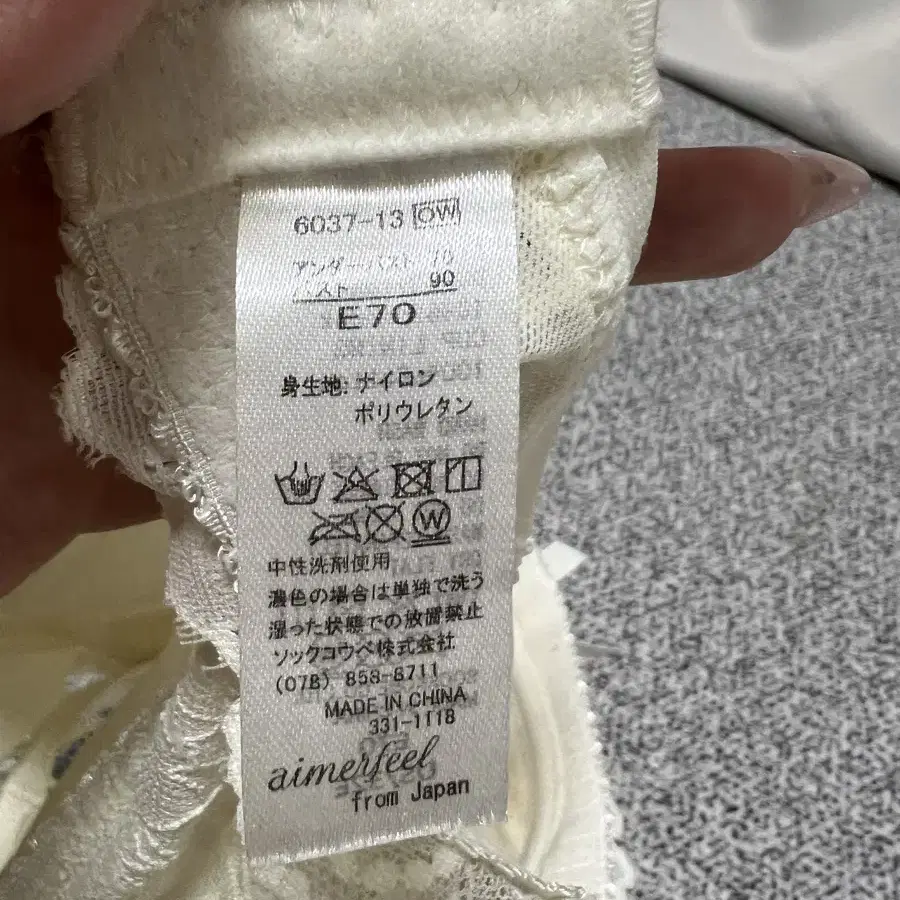 6037-13 OW
アンダーバスト 70
バスト 90
E70
身生地: ナイロン
ポリウレタン
W
中性洗剤使用
濃色の場合は単独で洗う
湿った状態での放置禁止
ソックコウベ株式会社
(078) 858-8711
MADE IN CHINA
331-1118
aimerfeel
from Japan